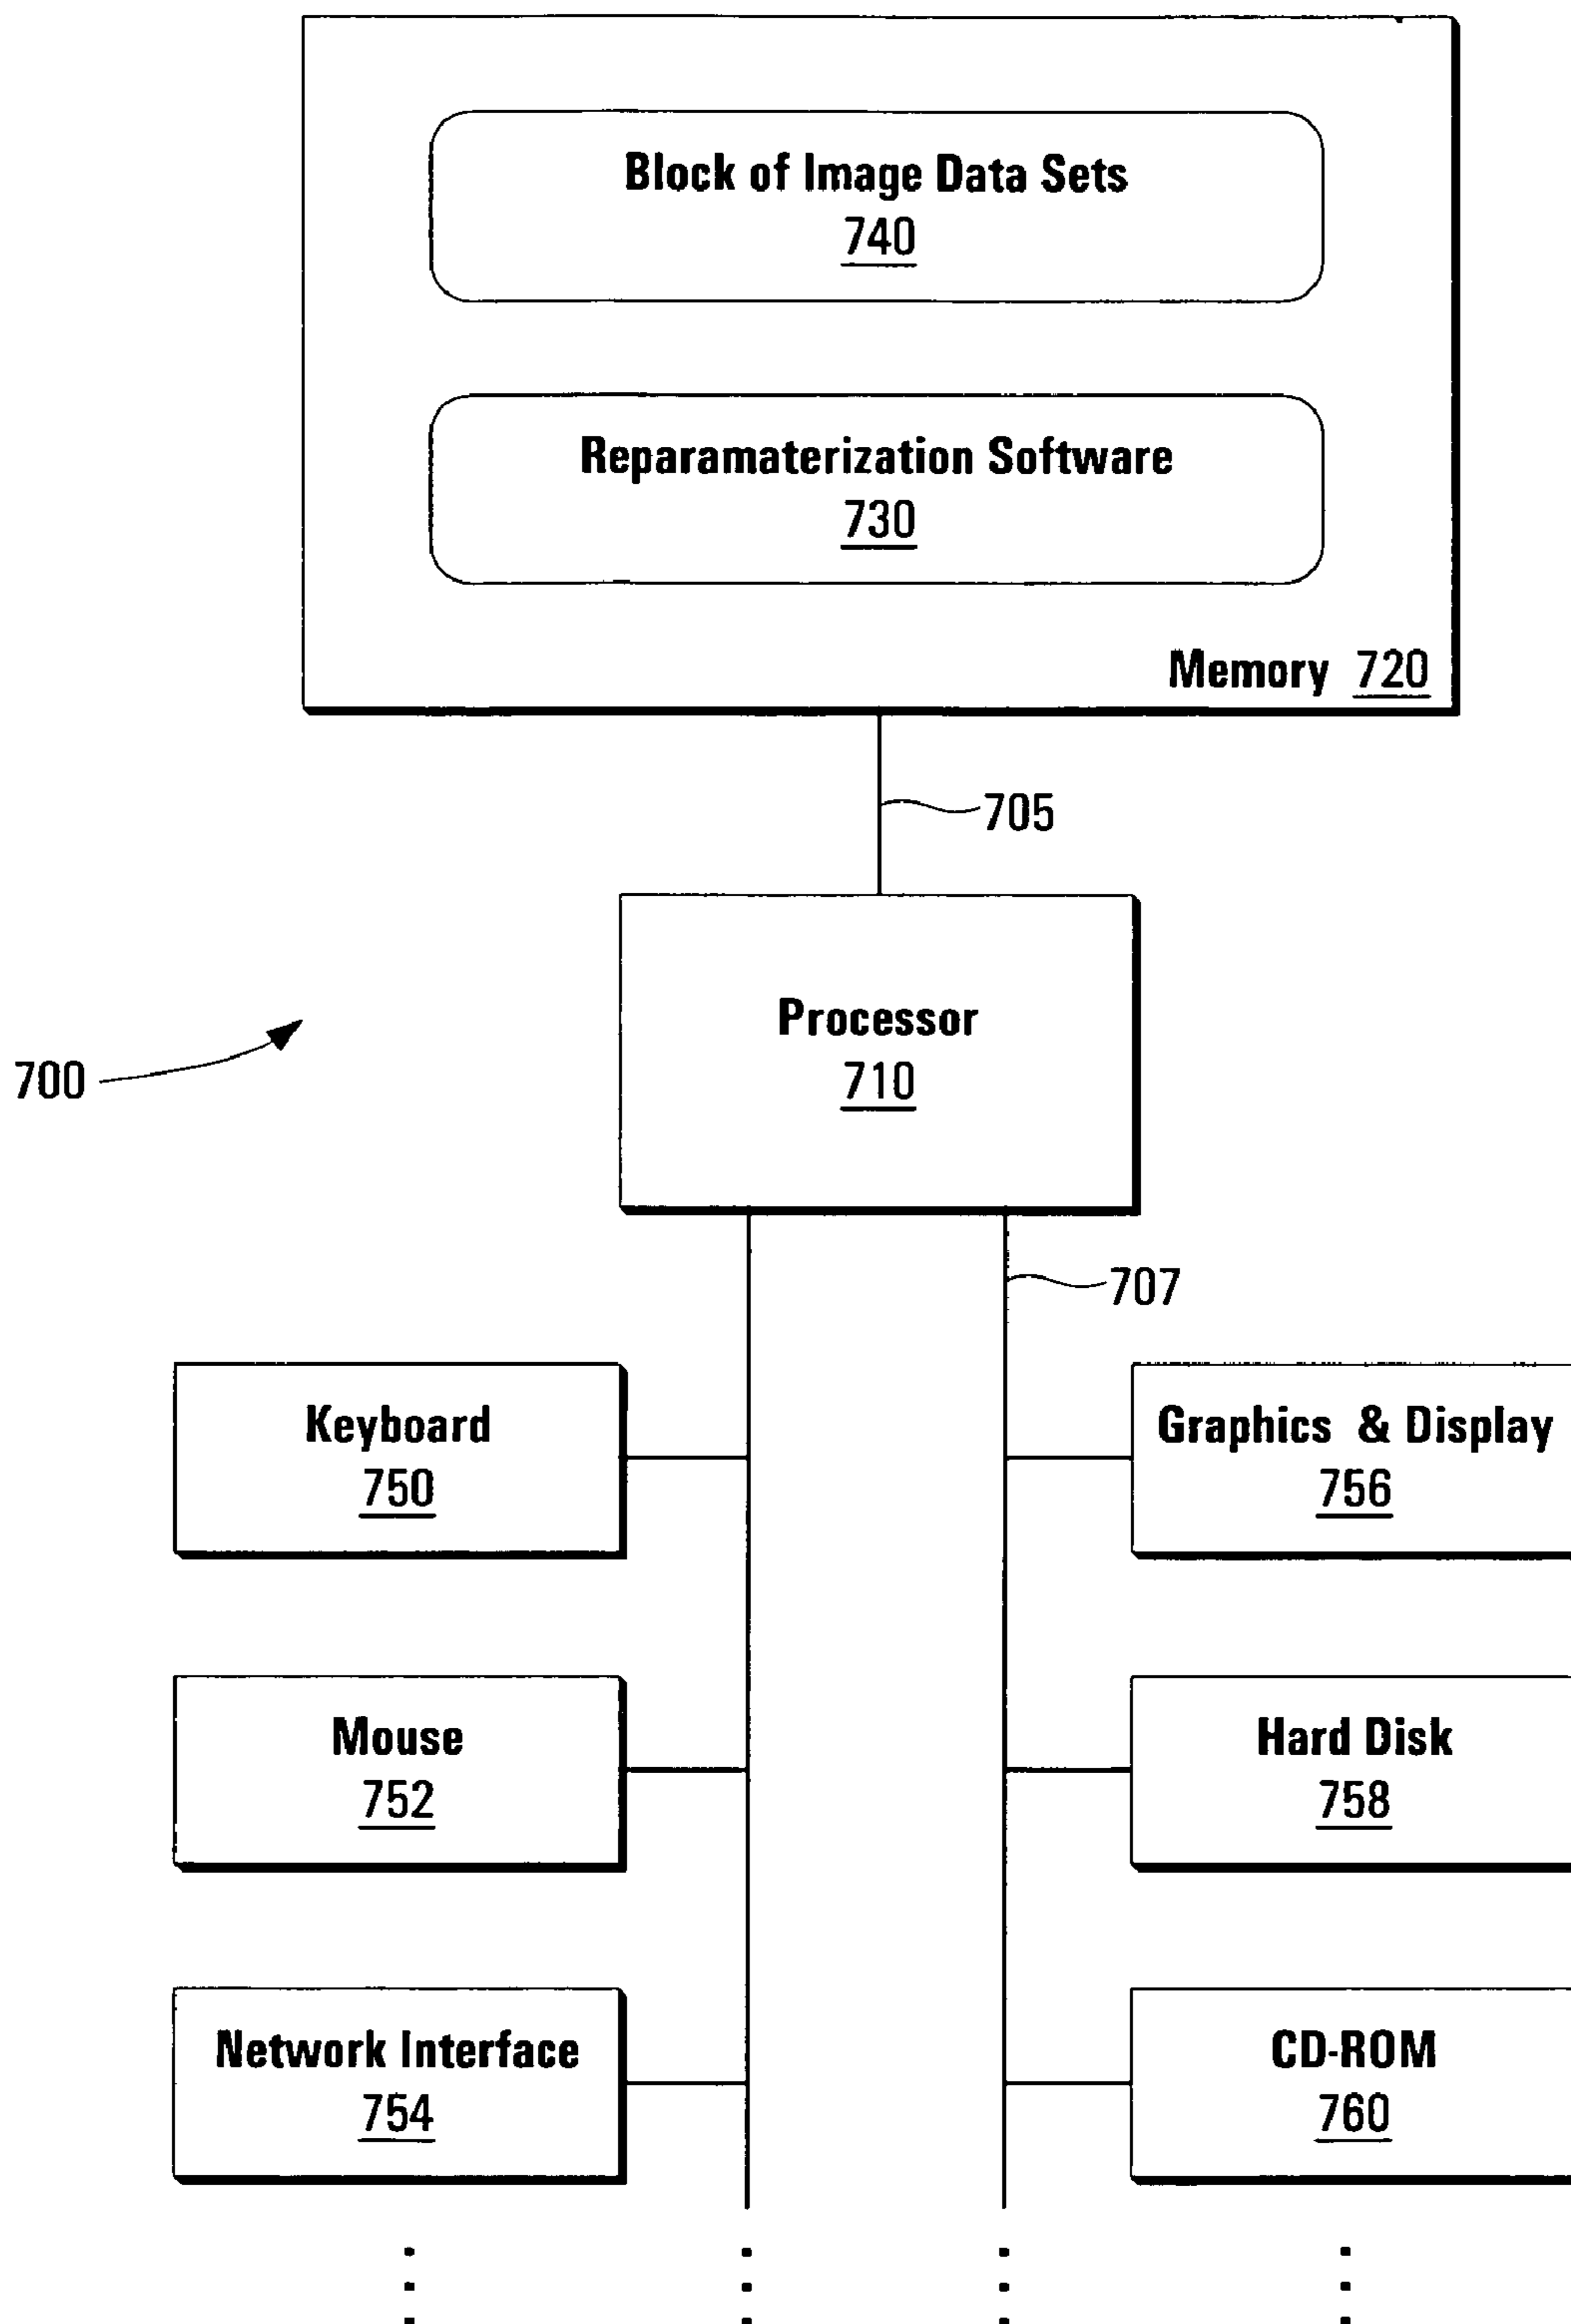 Block of Image Data Sets
740
Reparamaterization Software
730
Memory 720
705
Processor
710
700
707
Keyboard
750
Graphics & Display
756
Mouse
752
Hard Disk
758
Network Interface
754
CD-ROM
760